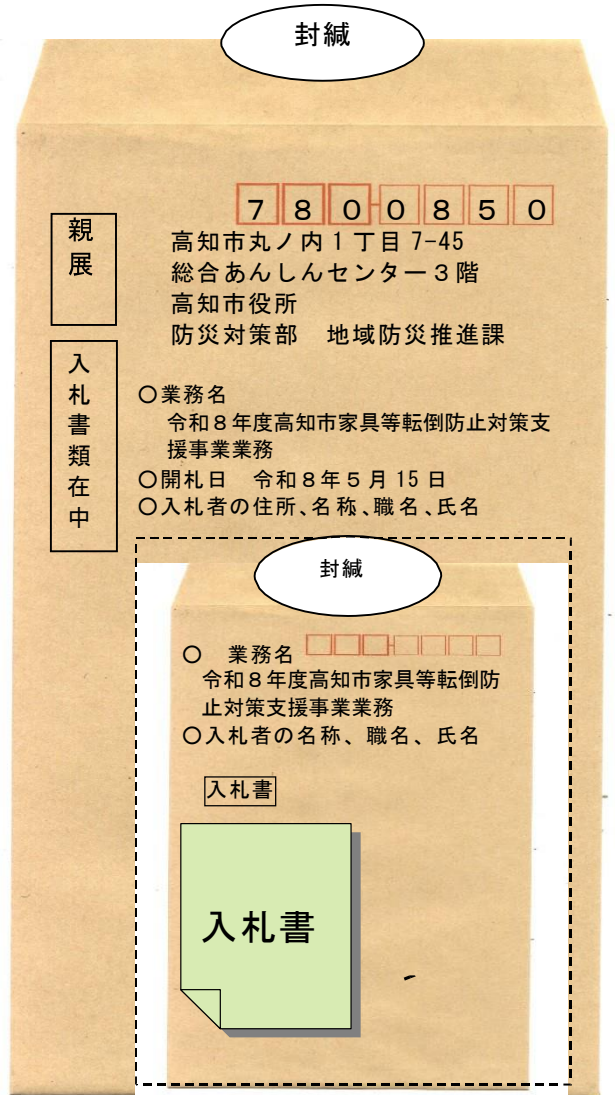 封緘
7800850
親展
高知市丸ノ内1丁目7-45
総合あんしんセンター3階
高知市役所
防災対策部　地域防災推進課
入札書類在中
○業務名
令和8年度高知市家具等転倒防止対策支
援事業業務
○開札日　令和8年5月15日
○入札者の住所、名称、職名、氏名
封緘
○　業務名
令和8年度高知市家具等転倒防
止対策支援事業業務
○入札者の名称、職名、氏名
入札書
入札書